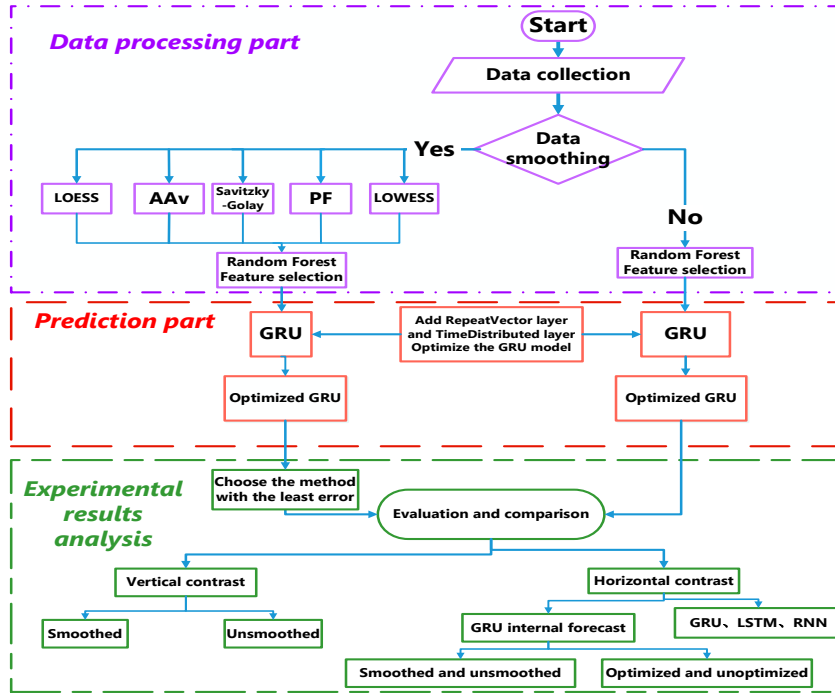 Start
Data processing part
Data collection
Data
smoothing
Yes
No
LOESS
AAv
Savitzky
-Golay
PF
LOWESS
Random Forest
Feature selection
Random Forest
Feature selection
Prediction part
GRU
Add RepeatVector layer
and TimeDistributed layer
Optimize the GRU model
GRU
Optimized GRU
Optimized GRU
Experimental
results
analysis
Choose the method
with the least error
Evaluation and comparison
Vertical contrast
Horizontal contrast
Smoothed
Unsmoothed
GRU internal forecast
GRU、LSTM、RNN
Smoothed and unsmoothed
Optimized and unoptimized